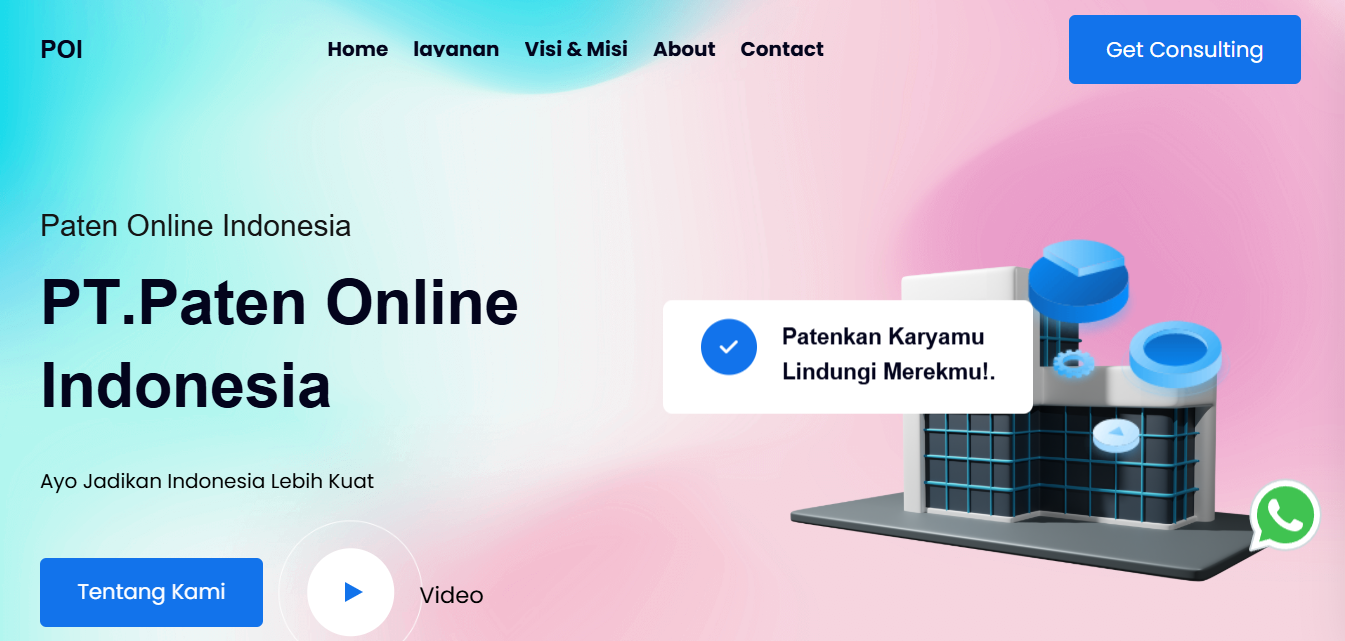 POI
Home layanan Visi & Misi About Contact
Get Consulting
Paten Online Indonesia
PT.Paten Online
Indonesia
Patenkan Karyamu
Lindungi Merekmu!.
Ayo Jadikan Indonesia Lebih Kuat
Tentang Kami
Video